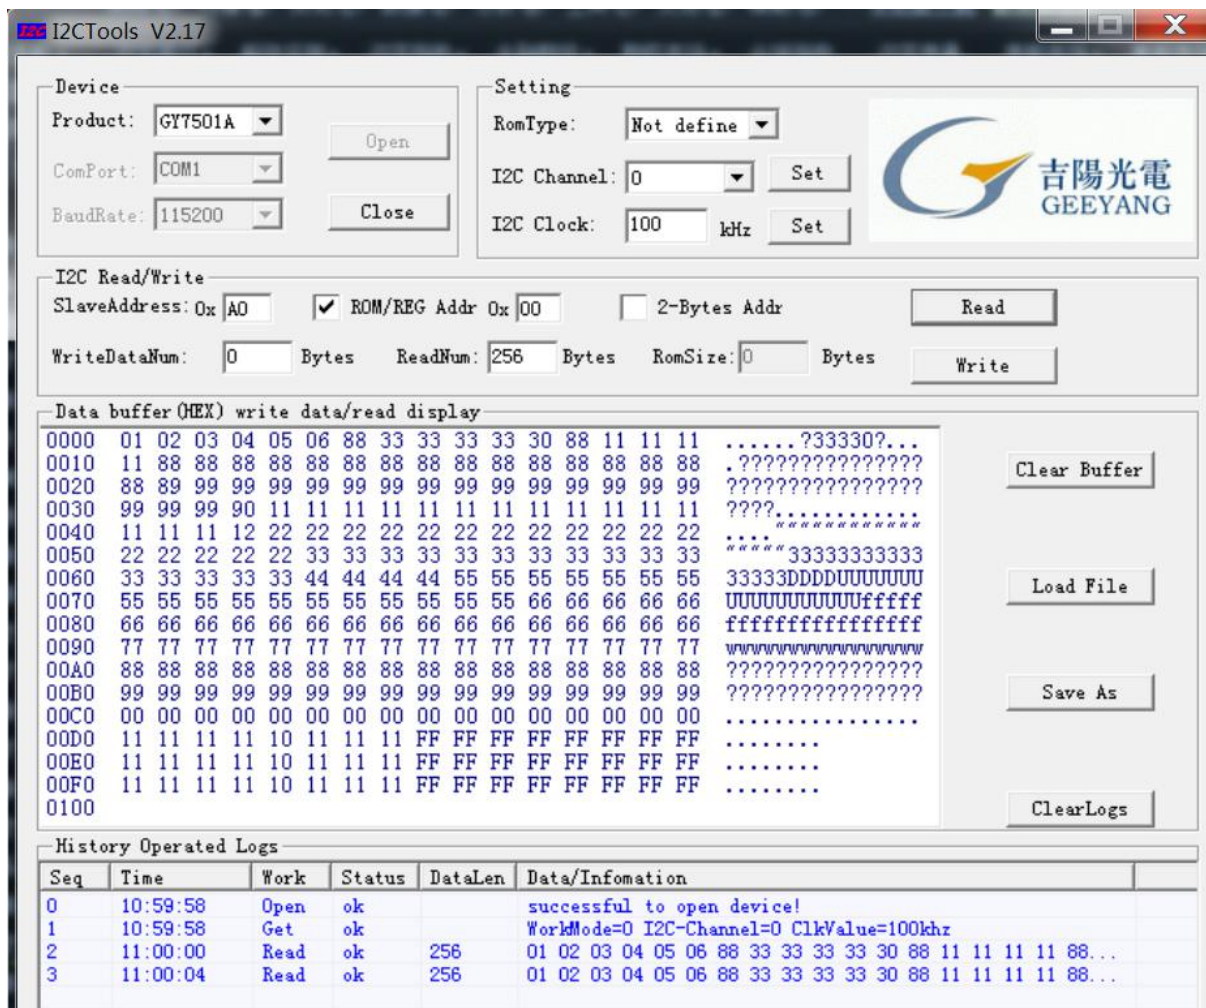 I2C I2CTools V2.17
Device
Product: GY7501A
Open
ComPort: COM1
BaudRate: 115200
Close
Setting
RomType: Not define
I2C Channel: 0 Set
I2C Clock: 100 kHz Set
吉陽光電
GEEYANG
I2C Read/Write
SlaveAddress: 0x A0 ROM/REG Addr 0x 00 2-Bytes Addr Read
WriteDataNum: 0 Bytes ReadNum: 256 Bytes RomSize: 0 Bytes Write
Data buffer(HEX) write data/read display
0000 01 02 03 04 05 06 88 33 33 33 33 30 88 11 11 11 ......?33330?...
0010 11 88 88 88 88 88 88 88 88 88 88 88 88 88 88 88 .???????????????
0020 88 89 99 99 99 99 99 99 99 99 99 99 99 99 99 99 ????????????????
0030 99 99 99 90 11 11 11 11 11 11 11 11 11 11 11 11 ????............
0040 11 11 11 12 22 22 22 22 22 22 22 22 22 22 22 22 ....""""""""""""
0050 22 22 22 22 22 33 33 33 33 33 33 33 33 33 33 33 """""33333333333
0060 33 33 33 33 33 44 44 44 44 55 55 55 55 55 55 55 33333DDDDUUUUUUU
0070 55 55 55 55 55 55 55 55 55 55 55 66 66 66 66 66 UUUUUUUUUUUfffff
0080 66 66 66 66 66 66 66 66 66 66 66 66 66 66 66 66 ffffffffffffffff
0090 77 77 77 77 77 77 77 77 77 77 77 77 77 77 77 77 wwwwwwwwwwwwwwww
00A0 88 88 88 88 88 88 88 88 88 88 88 88 88 88 88 88 ????????????????
00B0 99 99 99 99 99 99 99 99 99 99 99 99 99 99 99 99 ????????????????
00C0 00 00 00 00 00 00 00 00 00 00 00 00 00 00 00 00 ................
00D0 11 11 11 11 10 11 11 11 FF FF FF FF FF FF FF FF ........
00E0 11 11 11 11 10 11 11 11 FF FF FF FF FF FF FF FF ........
00F0 11 11 11 11 10 11 11 11 FF FF FF FF FF FF FF FF ........
0100
Clear Buffer
Load File
Save As
ClearLogs
History Operated Logs
Seq Time Work Status DataLen Data/Infomation
0 10:59:58 Open ok successful to open device!
1 10:59:58 Get ok WorkMode=0 I2C-Channel=0 ClkValue=100khz
2 11:00:00 Read ok 256 01 02 03 04 05 06 88 33 33 33 33 30 88 11 11 11 11 88...
3 11:00:04 Read ok 256 01 02 03 04 05 06 88 33 33 33 33 30 88 11 11 11 11 88...